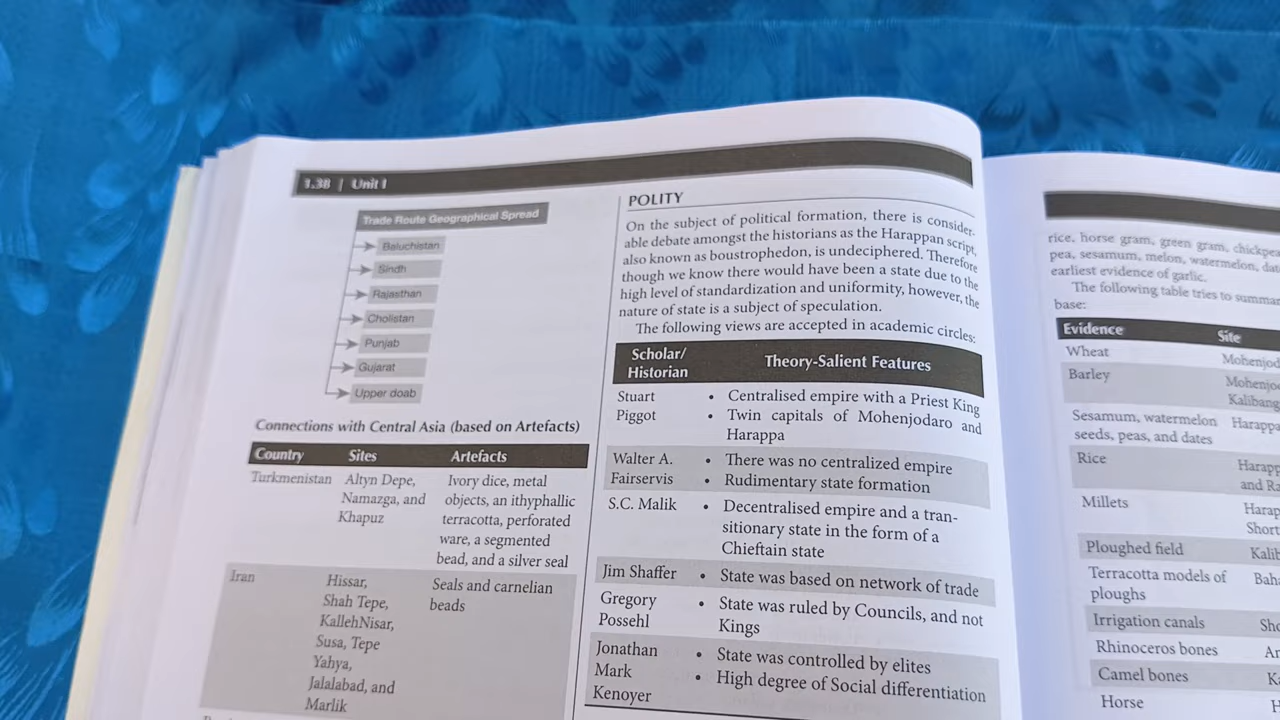 1.38 | Unit I
Trade Route Geographical Spread
Baluchistan
Sindh
Rajasthan
Cholistan
Punjab
Gujarat
Upper doab
Connections with Central Asia (based on Artefacts)
Country Sites Artefacts
Turkmenistan Altyn Depe, Ivory dice, metal
Namazga, and objects, an ithyphallic
Khapuz terracotta, perforated
ware, a segmented
bead, and a silver seal
Iran Hissar, Seals and carnelian
Shah Tepe, beads
KallehNisar,
Susa, Tepe
Yahya,
Jalalabad, and
Marlik
POLITY
On the subject of political formation, there is consider-
able debate amongst the historians as the Harappan script,
also known as boustrophedon, is undeciphered. Therefore
though we know there would have been a state due to the
high level of standardization and uniformity, however, the
nature of state is a subject of speculation.
The following views are accepted in academic circles:
Scholar/
Historian Theory-Salient Features
Stuart • Centralised empire with a Priest King
Piggot • Twin capitals of Mohenjodaro and
Harappa
Walter A. • There was no centralized empire
Fairservis • Rudimentary state formation
S.C. Malik • Decentralised empire and a tran-
sitionary state in the form of a
Chieftain state
Jim Shaffer • State was based on network of trade
Gregory • State was ruled by Councils, and not
Possehl Kings
Jonathan • State was controlled by elites
Mark • High degree of Social differentiation
Kenoyer
rice, horse gram, green gram, chickpea
pea, sesamum, melon, watermelon,
earliest evidence of garlic.
The following table tries to
base:
Evidence Site
Wheat
Barley
Sesamum, watermelon
seeds, peas, and dates
Rice
and
Millets
Short
Ploughed field
Terracotta models of
ploughs
Irrigation canals
Rhinoceros bones
Camel bones
Horse